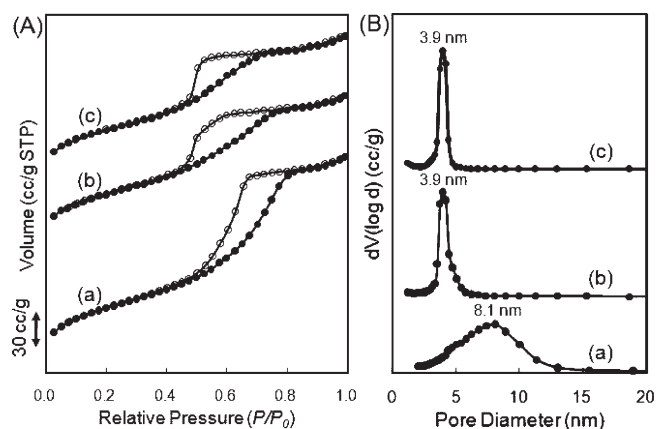 (A)
(c)
(b)
(a)
Volume (cc/g STP)
30 cc/g
0.0 0.2 0.4 0.6 0.8 1.0
Relative Pressure (P/P0)
(B)
3.9 nm
(c)
3.9 nm
(b)
8.1 nm
(a)
dV(log d) (cc/g)
0 5 10 15 20
Pore Diameter (nm)